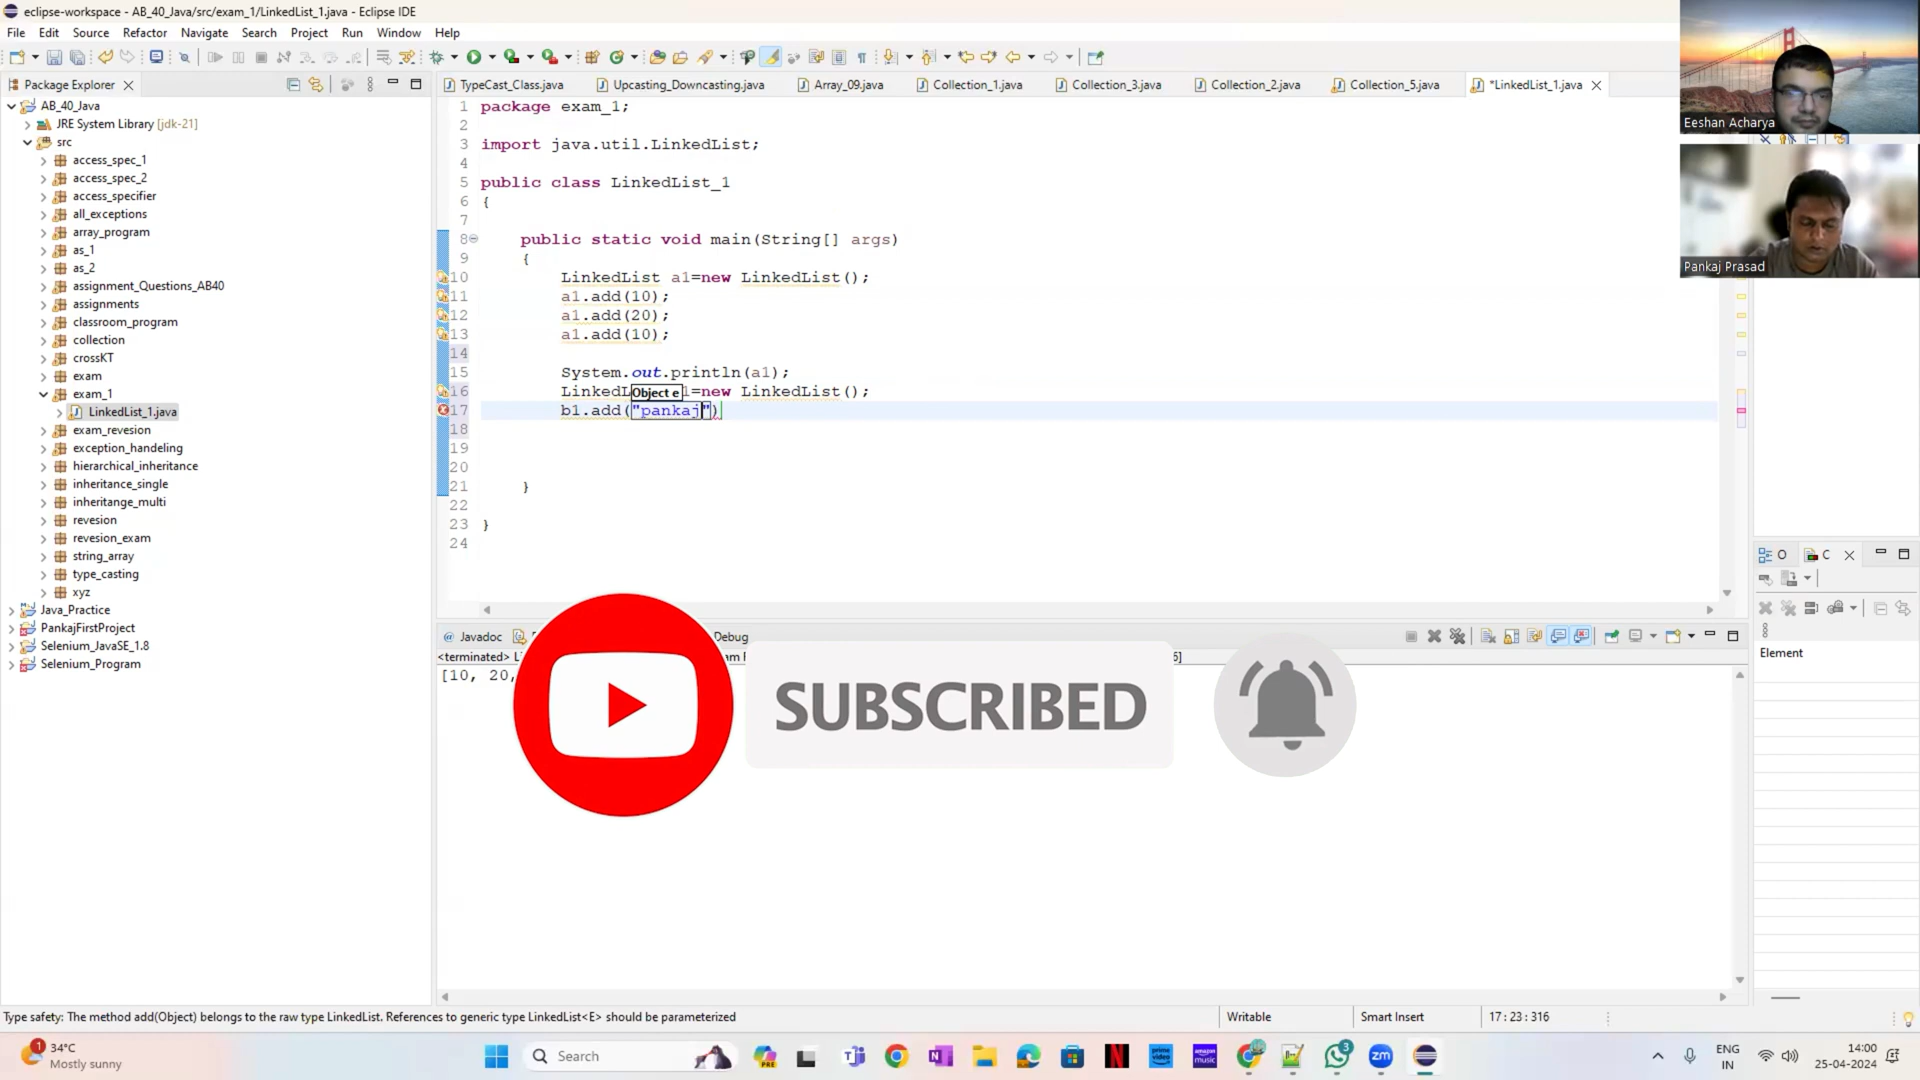 eclipse-workspace - AB_40_Java/src/exam_1/LinkedList_1.java - Eclipse IDE
File Edit Source Refactor Navigate Search Project Run Window Help
Package Explorer
TypeCast_Class.java Upcasting_Downcasting.java Array_09.java Collection_1.java Collection_3.java Collection_2.java Collection_5.java *LinkedList_1.java
AB_40_Java
JRE System Library [jdk-21]
src
access_spec_1
access_spec_2
access_specifier
all_exceptions
array_program
as_1
as_2
assignment_Questions_AB40
assignments
classroom_program
collection
crossKT
exam
exam_1
LinkedList_1.java
exam_revesion
exception_handeling
hierarchical_inheritance
inheritance_single
inheritange_multi
revesion
revesion_exam
string_array
type_casting
xyz
Java_Practice
PankajFirstProject
Selenium_JavaSE_1.8
Selenium_Program
1 package exam_1;
2
3 import java.util.LinkedList;
4
5 public class LinkedList_1
6 {
7
8 public static void main(String[] args)
9 {
10 LinkedList a1=new LinkedList();
11 a1.add(10);
12 a1.add(20);
13 a1.add(10);
14
15 System.out.println(a1);
16 LinkedL Object e 1=new LinkedList();
17 b1.add("pankaj")
18
19
20
21 }
22
23 }
24
Eeshan Acharya
Pankaj Prasad
O C
Element
Javadoc Debug
<terminated> L
[10, 20,
SUBSCRIBED
Type safety: The method add(Object) belongs to the raw type LinkedList. References to generic type LinkedList<E> should be parameterized
Writable Smart Insert 17 : 23 : 316
34°C
Mostly sunny
Search
ENG
IN
14:00
25-04-2024